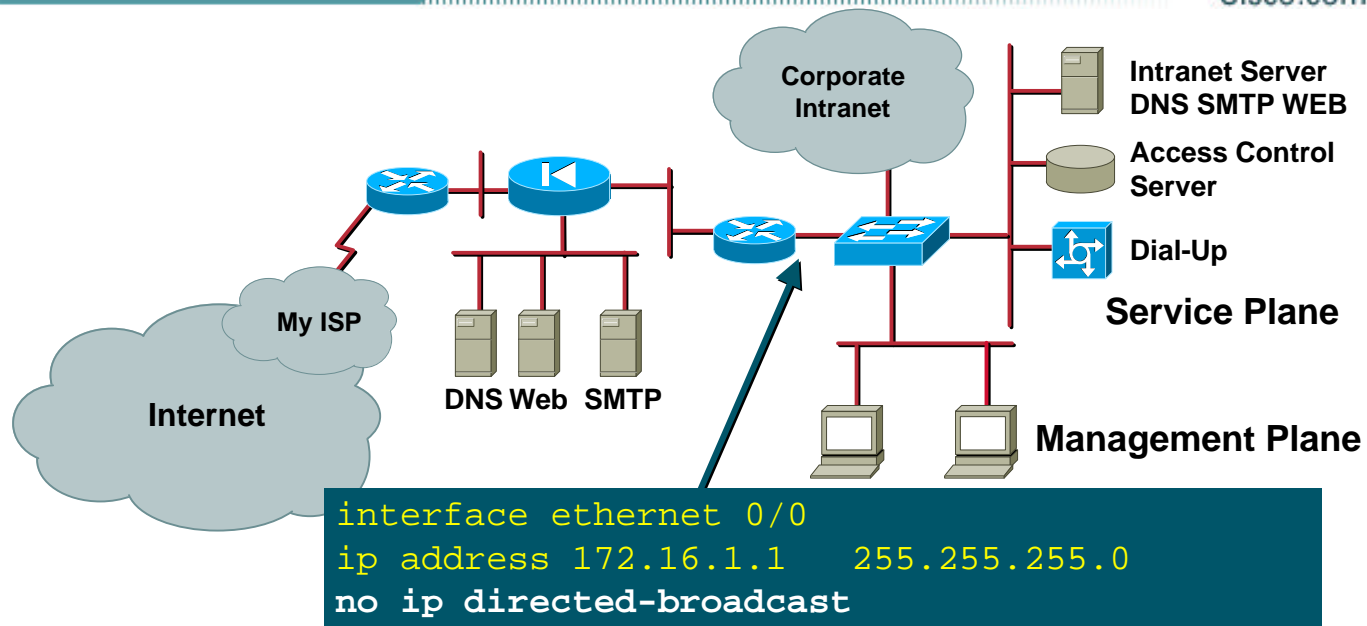 Corporate
Intranet
Intranet Server
DNS SMTP WEB
Access Control
Server
Dial-Up
Service Plane
My ISP
Internet
DNS Web SMTP
Management Plane
interface ethernet 0/0
ip address 172.16.1.1 255.255.255.0
no ip directed-broadcast